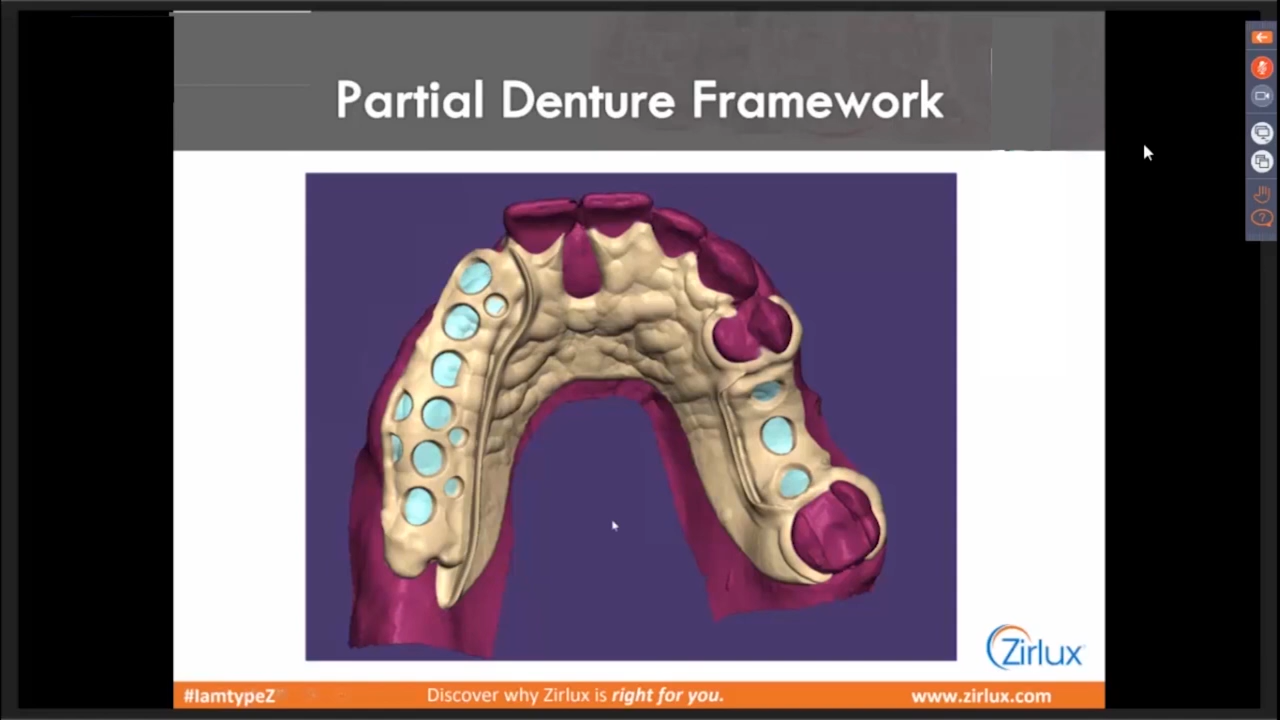 Partial Denture Framework
Zirlux
#IamtypeZ
Discover why Zirlux is right for you.
www.zirlux.com